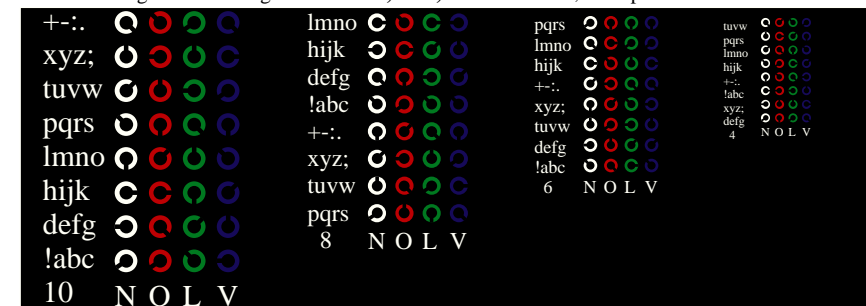 +-:.
xyz;
tuvw
pqrs
lmno
hijk
defg
!abc
10 N O L V
lmno
hijk
defg
!abc
+-:.
xyz;
tuvw
pqrs
8 N O L V
pqrs
lmno
hijk
+-:.
xyz;
tuvw
defg
!abc
6 N O L V
tuvw
pqrs
lmno
hijk
+-:.
!abc
xyz;
defg
4 N O L V